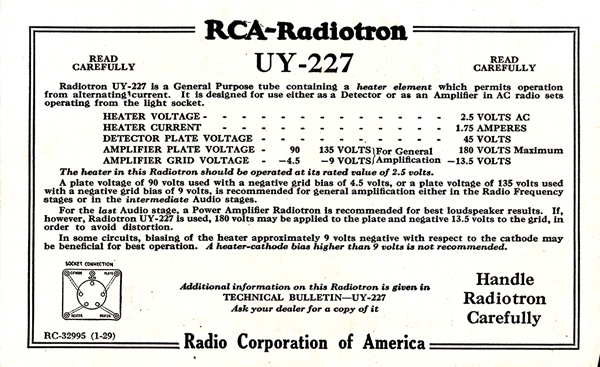 RCA-Radiotron
READ
CAREFULLY
UY-227
READ
CAREFULLY
Radiotron UY-227 is a General Purpose tube containing a heater element which permits operation
from alternating current. It is designed for use either as a Detector or as an Amplifier in AC radio sets
operating from the light socket.
HEATER VOLTAGE - - - - - - - - - - - - 2.5 VOLTS AC
HEATER CURRENT - - - - - - - - - - - - 1.75 AMPERES
DETECTOR PLATE VOLTAGE - - - - - - - - - 45 VOLTS
AMPLIFIER PLATE VOLTAGE - 90 135 VOLTS } For General 180 VOLTS Maximum
AMPLIFIER GRID VOLTAGE - -4.5 -9 VOLTS } Amplification -13.5 VOLTS
The heater in this Radiotron should be operated at its rated value of 2.5 volts.
A plate voltage of 90 volts used with a negative grid bias of 4.5 volts, or a plate voltage of 135 volts used
with a negative grid bias of 9 volts, is recommended for general amplification either in the Radio Frequency
stages or in the intermediate Audio stages.
For the last Audio stage, a Power Amplifier Radiotron is recommended for best loudspeaker results. If,
however, Radiotron UY-227 is used, 180 volts may be applied to the plate and negative 13.5 volts to the grid, in
order to avoid distortion.
In some circuits, biasing of the heater approximately 9 volts negative with respect to the cathode may
be beneficial for best operation. A heater-cathode bias higher than 9 volts is not recommended.
SOCKET CONNECTION
CATHODE
GRID
PLATE
HEATER
HEATER
Additional information on this Radiotron is given in
TECHNICAL BULLETIN—UY-227
Ask your dealer for a copy of it
Handle
Radiotron
Carefully
RC-32995 (1-29)
Radio Corporation of America